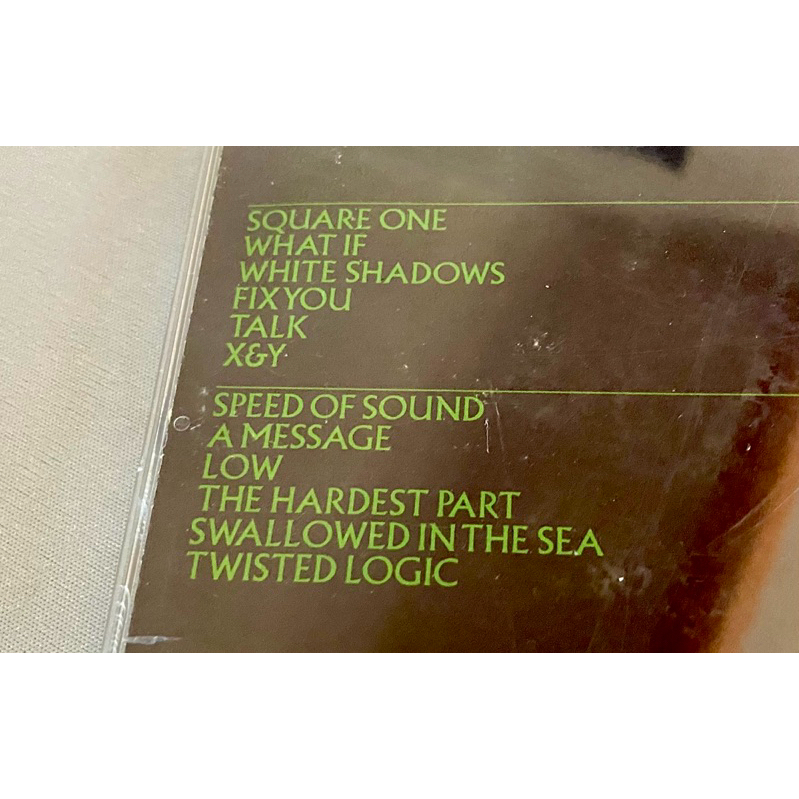 SQUARE ONE
WHAT IF
WHITE SHADOWS
FIX YOU
TALK
X&Y
SPEED OF SOUND
A MESSAGE
LOW
THE HARDEST PART
SWALLOWED IN THE SEA
TWISTED LOGIC